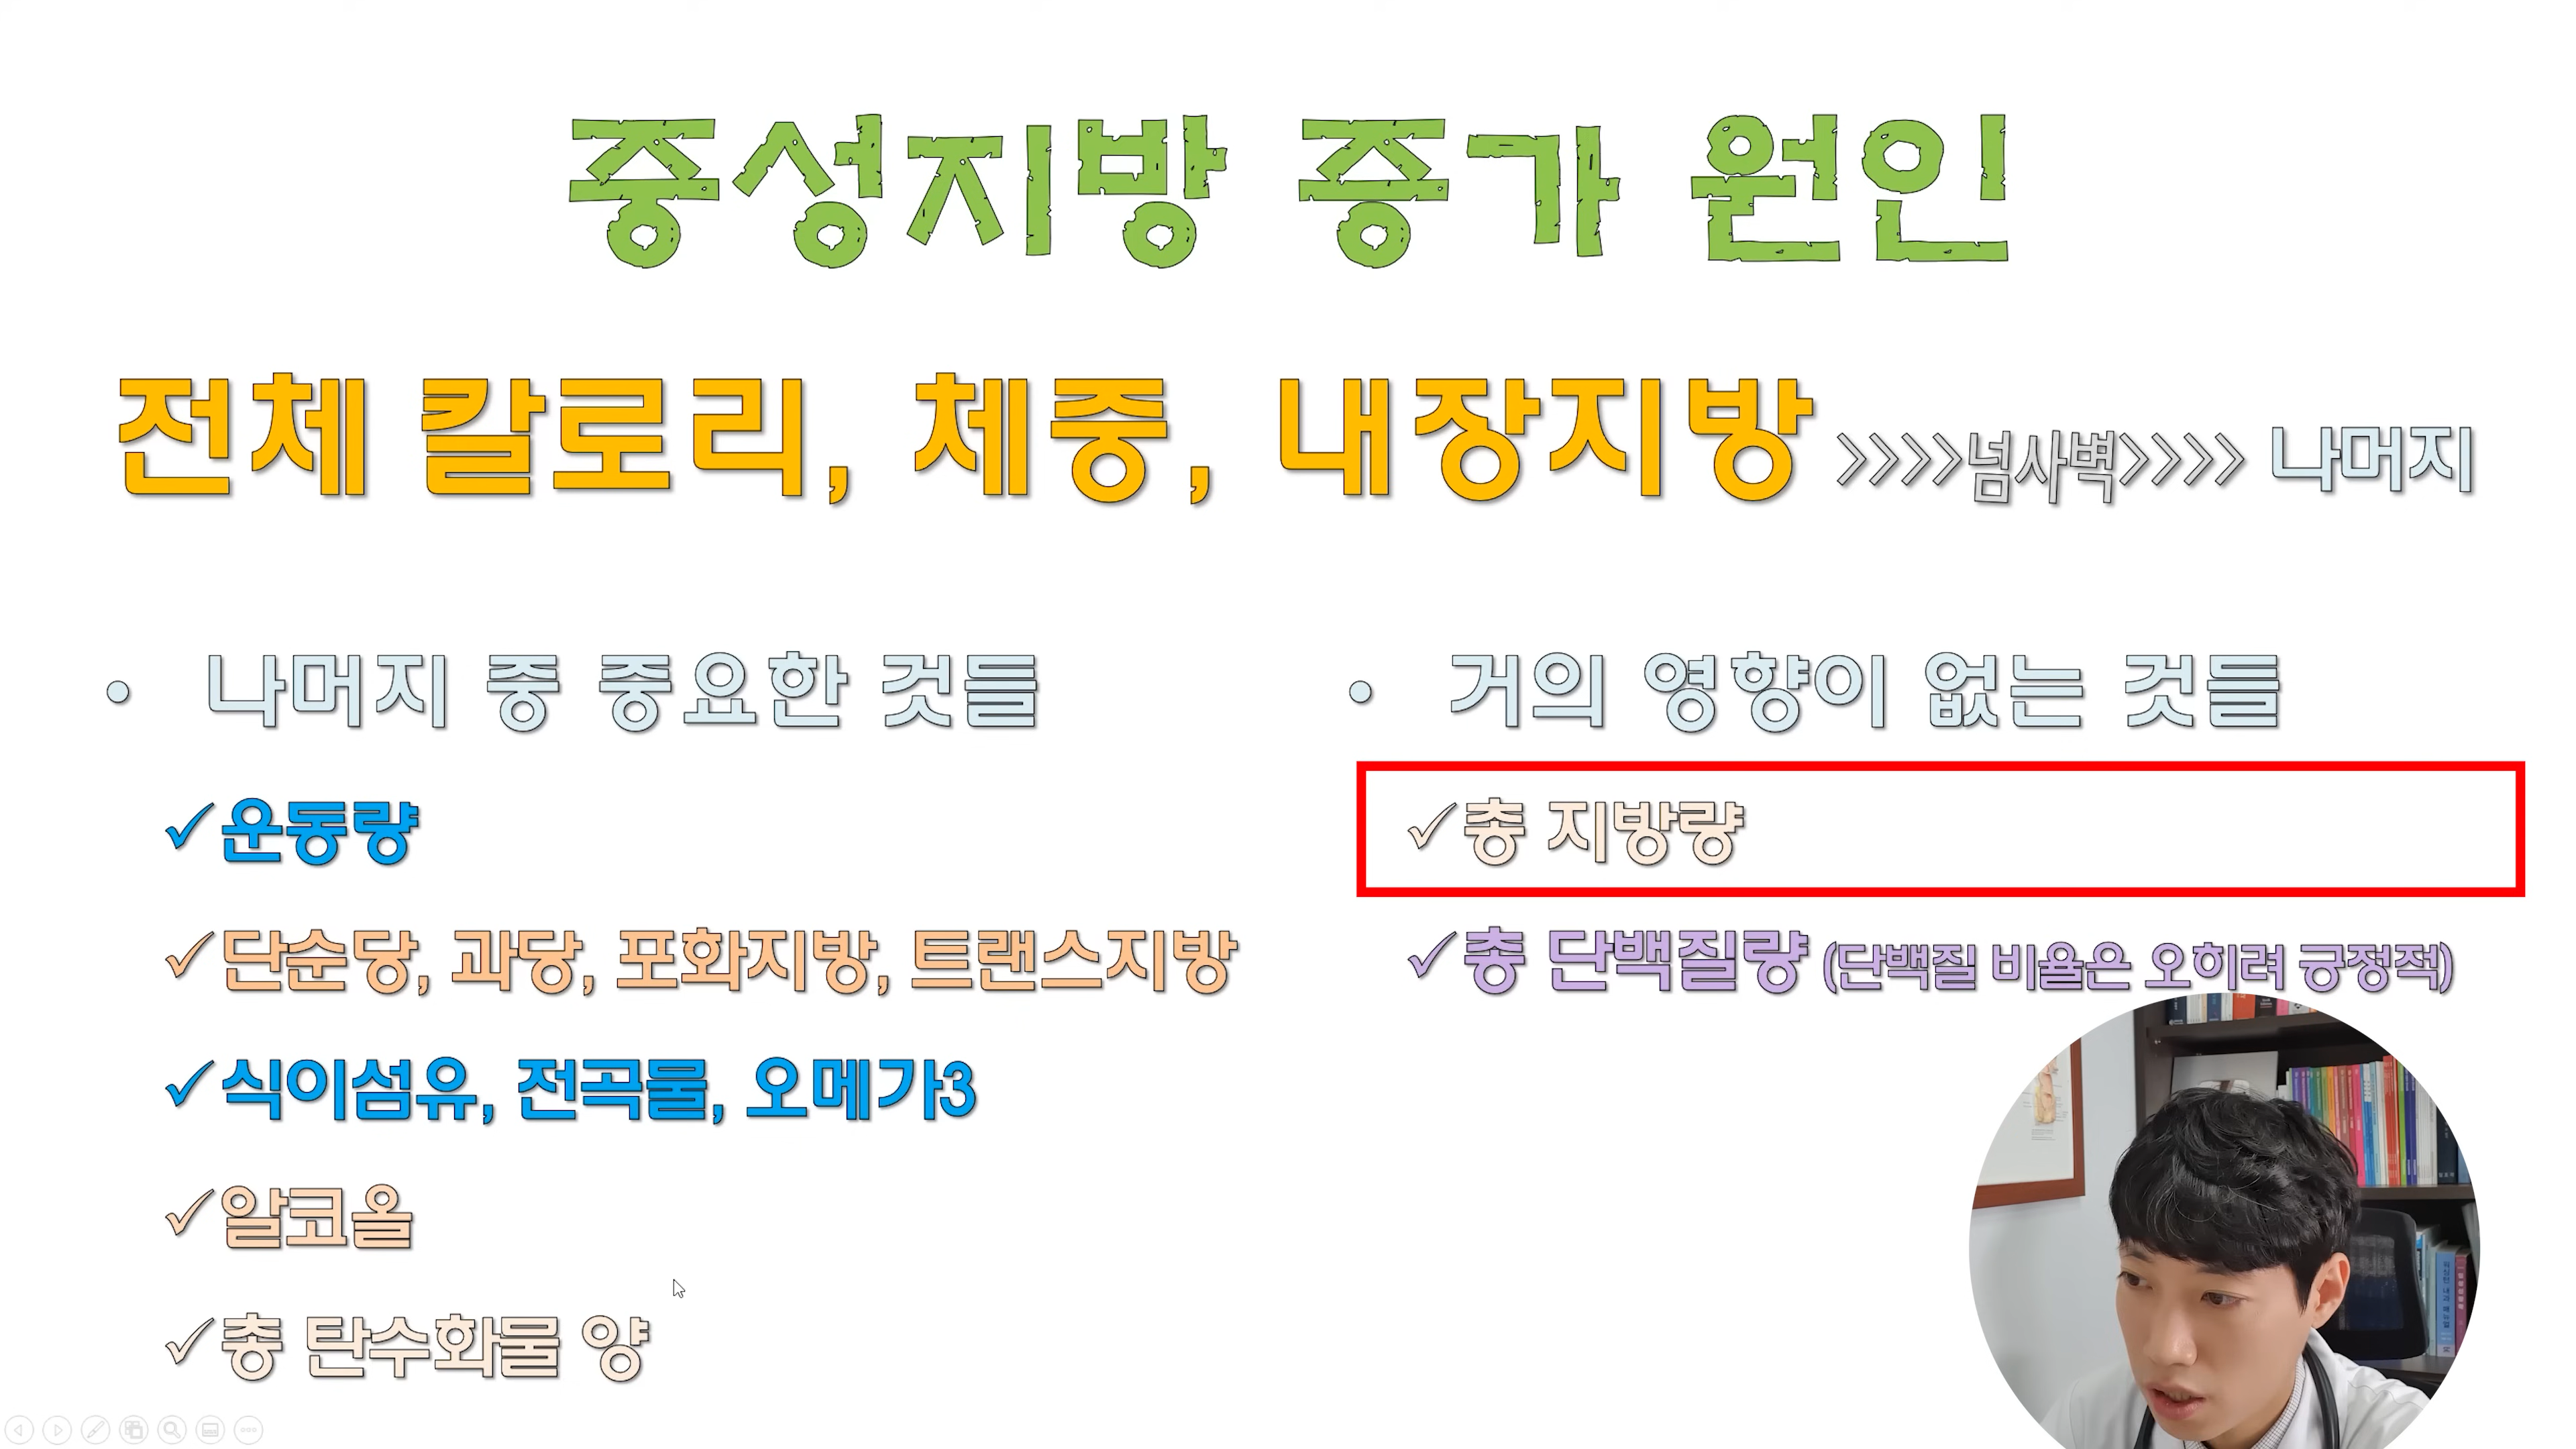 중성지방 증가 원인
전체 칼로리, 체중, 내장지방 >>>>넘사벽>>>> 나머지
• 나머지 중 중요한 것들
✓운동량
✓단순당, 과당, 포화지방, 트랜스지방
✓식이섬유, 전곡물, 오메가3
✓알코올
✓총 탄수화물 양
• 거의 영향이 없는 것들
✓총 지방량
✓총 단백질량 (단백질 비율은 오히려 긍정적)